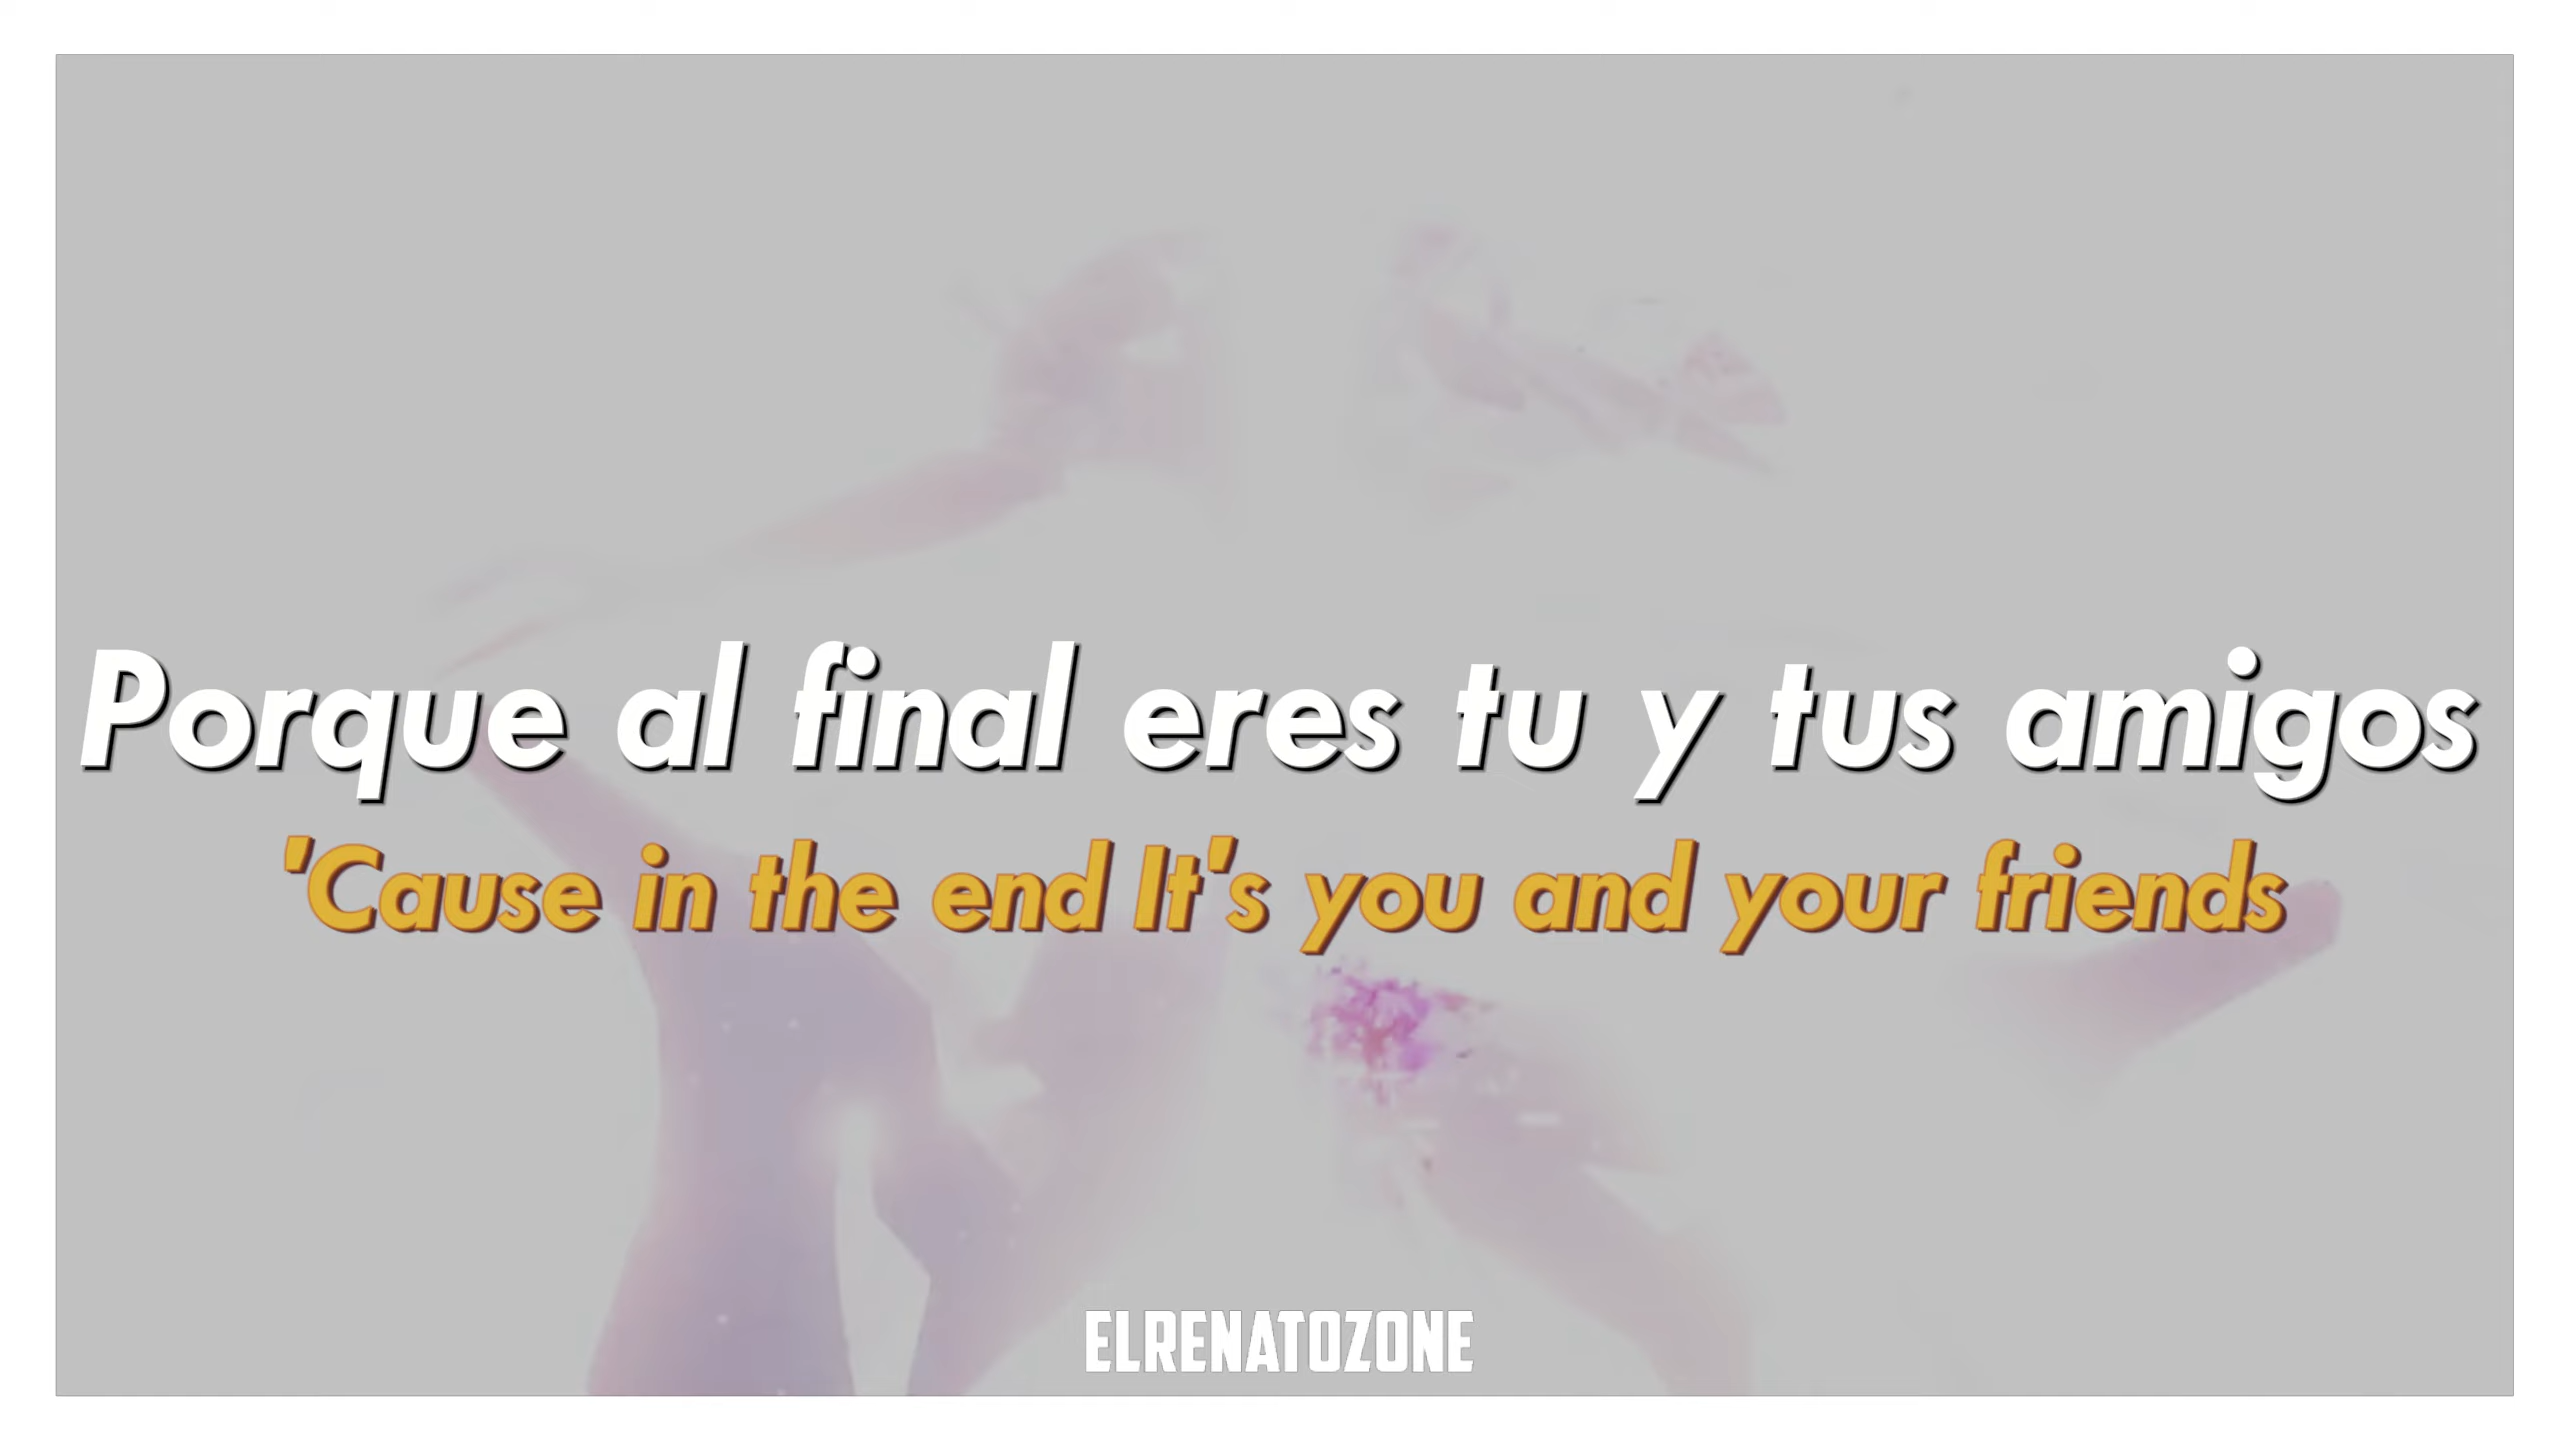 Porque al final eres tu y tus amigos
'Cause in the end It's you and your friends
ELRENATOZONE